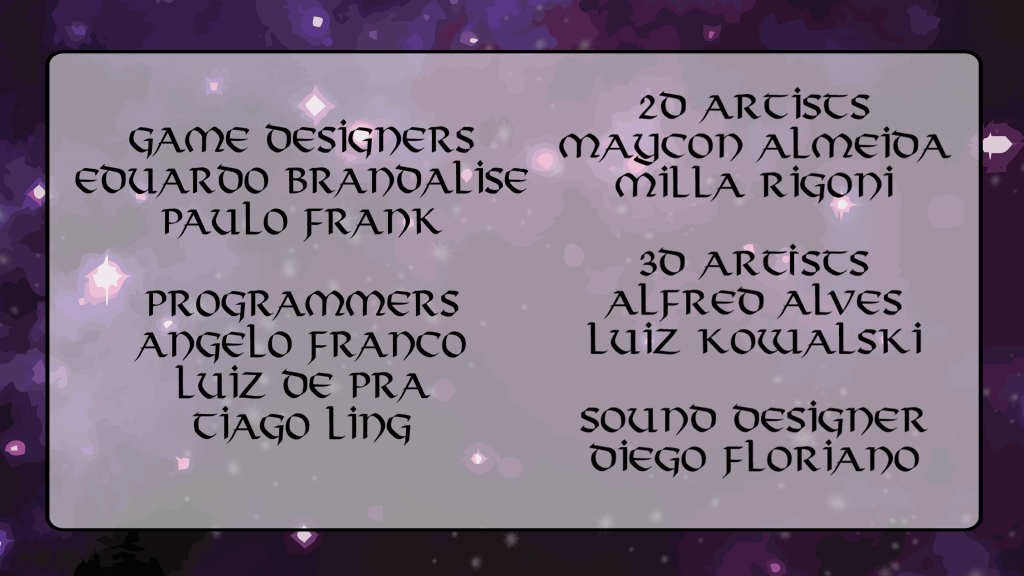 GAME DESIGNERS
EDUARDO BRANDALISE
PAULO FRANK
PROGRAMMERS
ANGELO FRANCO
LUIZ DE PRA
TIAGO LING
2D ARTISTS
MAYCON ALMEIDA
MILLA RIGONI
3D ARTISTS
ALFRED ALVES
LUIZ KOWALSKI
SOUND DESIGNER
DIEGO FLORIANO